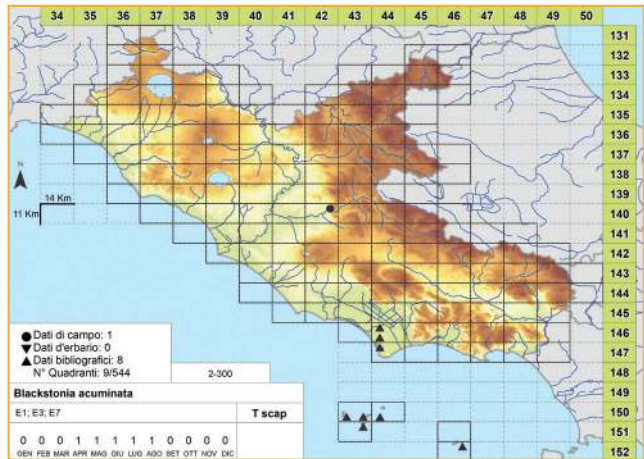 34 35 36 37 38 39 40 41 42 43 44 45 46 47 48 49 50
131
132
133
134
135
136
137
138
139
140
141
142
143
144
145
146
147
148
149
150
151
152
N
14 Km
11 Km
● Dati di campo: 1
▼ Dati d'erbario: 0
▲ Dati bibliografici: 8
N° Quadranti: 9/544
2-300
Blackstonia acuminata
E1; E3; E7
T scap
0 0 0 1 1 1 1 1 0 0 0 0
GEN FEB MAR APR MAG GIU LUG AGO SET OTT NOV DIC